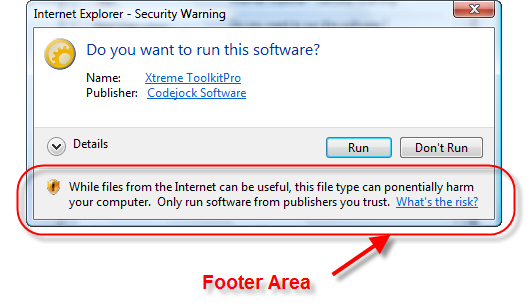 Internet Explorer - Security Warning
Do you want to run this software?
Name: Xtreme ToolkitPro
Publisher: Codejock Software
Details
Run
Don't Run
While files from the Internet can be useful, this file type can ponentially harm
your computer. Only run software from publishers you trust. What's the risk?
Footer Area